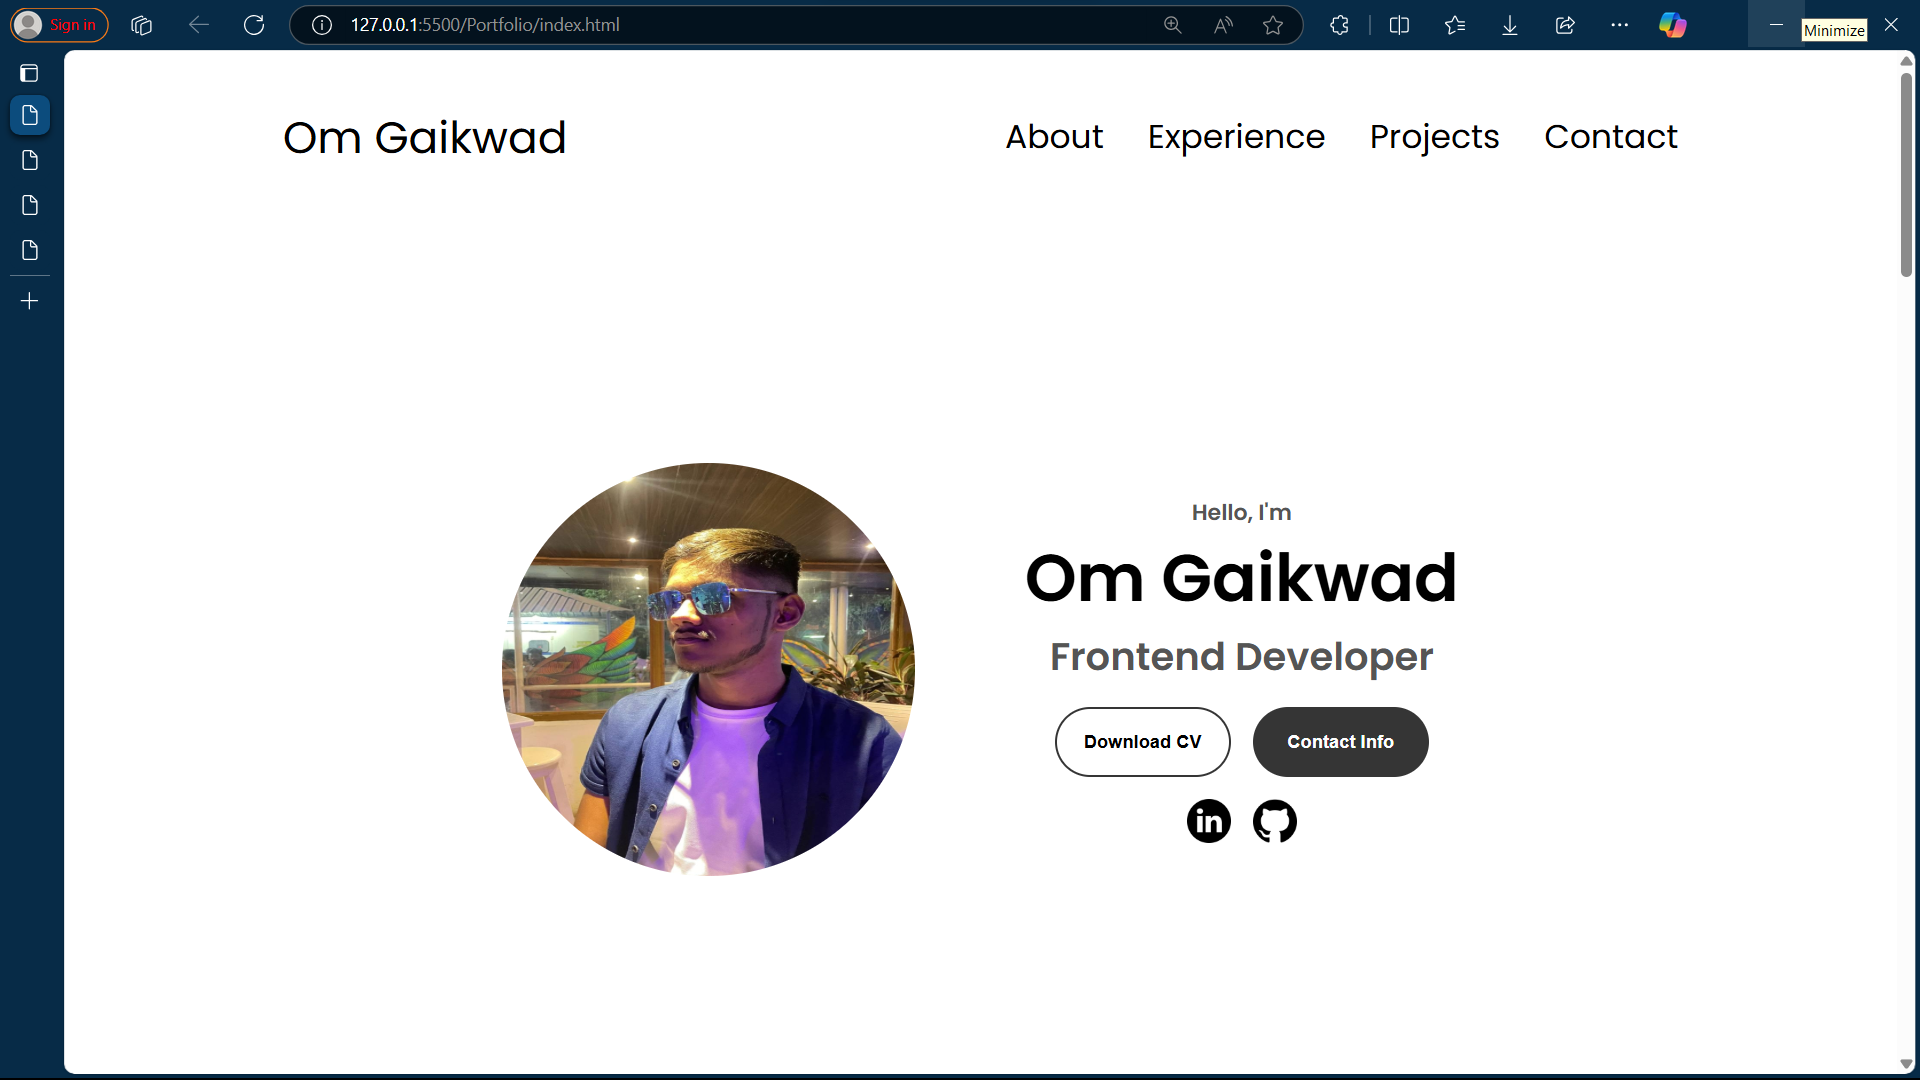 Sign in
127.0.0.1:5500/Portfolio/index.html
Minimize
Om Gaikwad
About Experience Projects Contact
Hello, I'm
Om Gaikwad
Frontend Developer
Download CV Contact Info
in